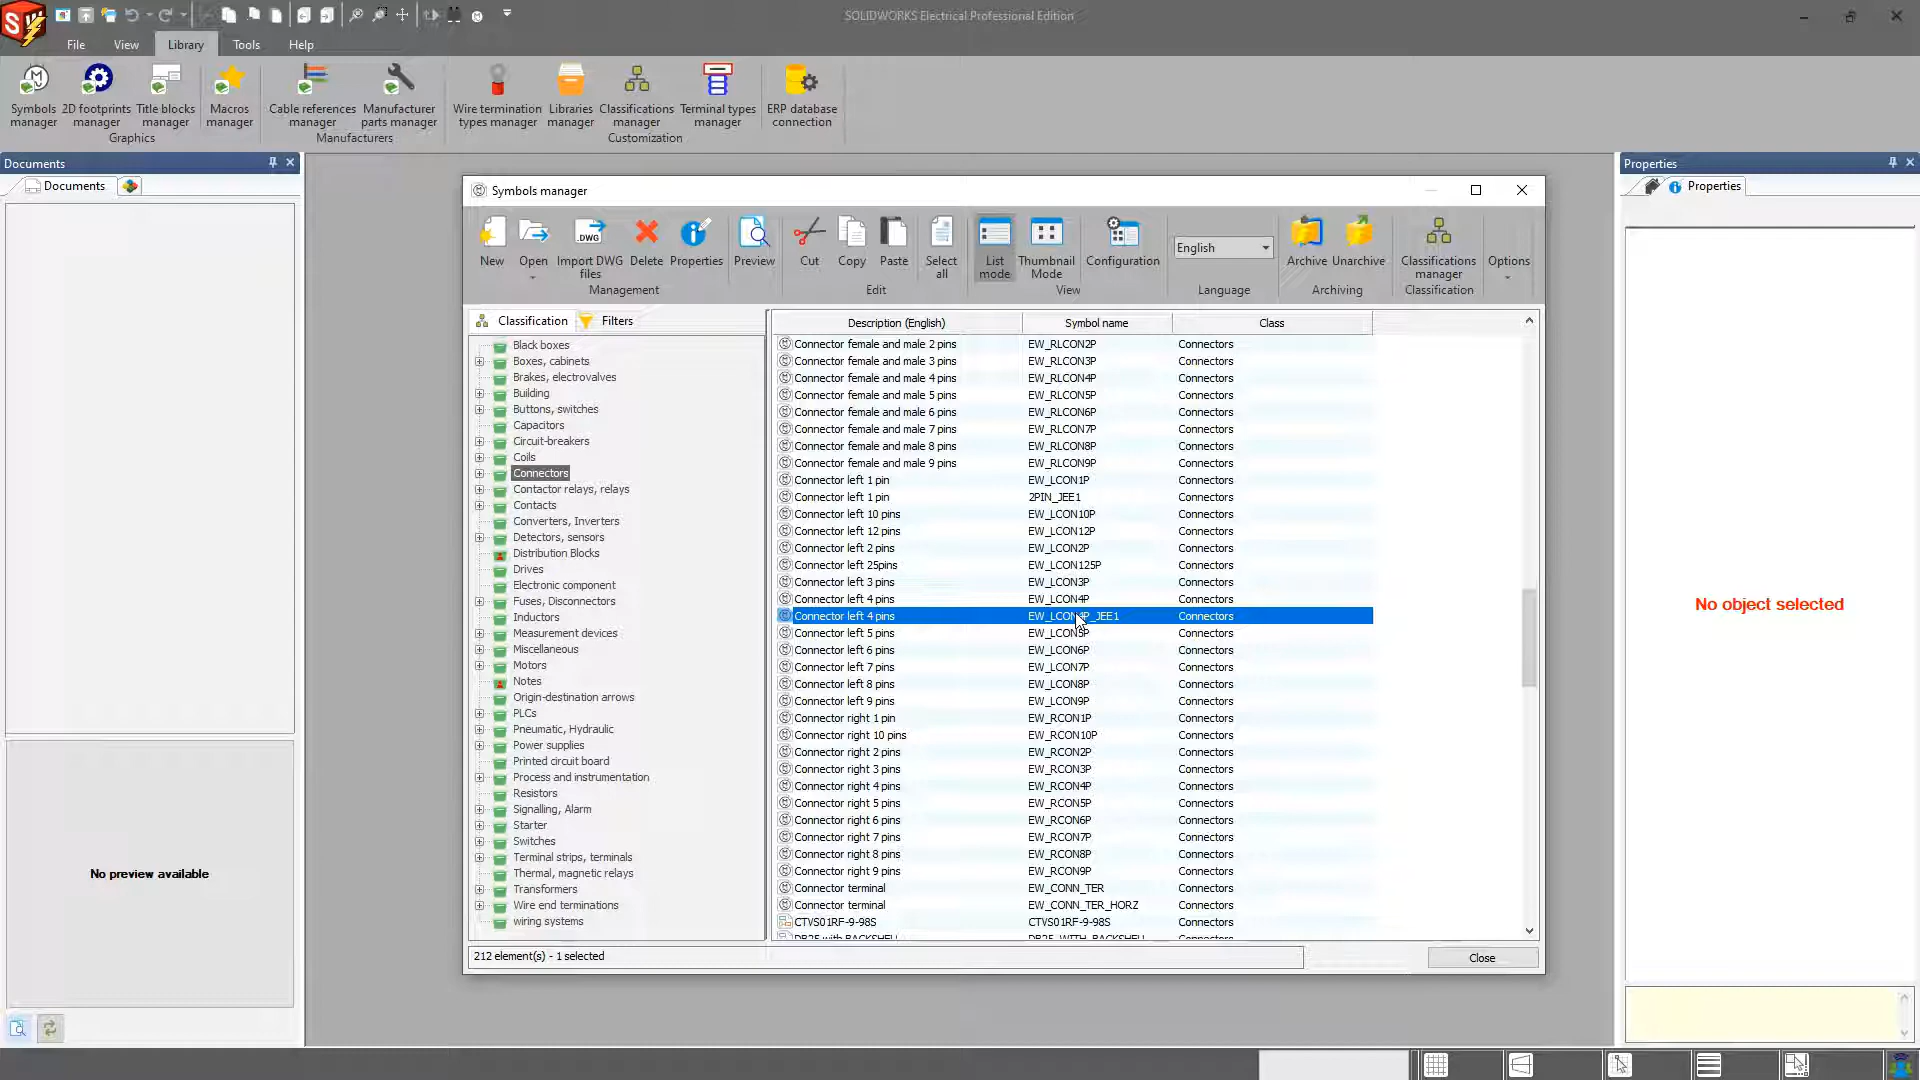 SOLIDWORKS Electrical Professional Edition
File View Library Tools Help
Symbols manager
2D footprints manager
Title blocks manager
Macros manager
Cable references manager
Manufacturer parts manager
Wire termination types manager
Libraries manager
Classifications manager
Terminal types manager
ERP database connection
Graphics
Manufacturers
Customization
Documents
Documents
No preview available
Symbols manager
New
Open
Import DWG files
Delete
Properties
Preview
Cut
Copy
Paste
Select all
List mode
Thumbnail Mode
Configuration
English
Archive
Unarchive
Classifications manager
Options
Management
Edit
View
Language
Archiving
Classification
Classification Filters
Black boxes
Boxes, cabinets
Brakes, electrovalves
Building
Buttons, switches
Capacitors
Circuit-breakers
Coils
Connectors
Contactor relays, relays
Contacts
Converters, Inverters
Detectors, sensors
Distribution Blocks
Drives
Electronic component
Fuses, Disconnectors
Inductors
Measurement devices
Miscellaneous
Motors
Notes
Origin-destination arrows
PLCs
Pneumatic, Hydraulic
Power supplies
Printed circuit board
Process and instrumentation
Resistors
Signalling, Alarm
Starter
Switches
Terminal strips, terminals
Thermal, magnetic relays
Transformers
Wire end terminations
wiring systems
Description (English) Symbol name Class
Connector female and male 2 pins EW_RLCON2P Connectors
Connector female and male 3 pins EW_RLCON3P Connectors
Connector female and male 4 pins EW_RLCON4P Connectors
Connector female and male 5 pins EW_RLCON5P Connectors
Connector female and male 6 pins EW_RLCON6P Connectors
Connector female and male 7 pins EW_RLCON7P Connectors
Connector female and male 8 pins EW_RLCON8P Connectors
Connector female and male 9 pins EW_RLCON9P Connectors
Connector left 1 pin EW_LCON1P Connectors
Connector left 1 pin 2PIN_JEE1 Connectors
Connector left 10 pins EW_LCON10P Connectors
Connector left 12 pins EW_LCON12P Connectors
Connector left 2 pins EW_LCON2P Connectors
Connector left 25pins EW_LCON125P Connectors
Connector left 3 pins EW_LCON3P Connectors
Connector left 4 pins EW_LCON4P Connectors
Connector left 4 pins EW_LCON4P_JEE1 Connectors
Connector left 5 pins EW_LCON5P Connectors
Connector left 6 pins EW_LCON6P Connectors
Connector left 7 pins EW_LCON7P Connectors
Connector left 8 pins EW_LCON8P Connectors
Connector left 9 pins EW_LCON9P Connectors
Connector right 1 pin EW_RCON1P Connectors
Connector right 10 pins EW_RCON10P Connectors
Connector right 2 pins EW_RCON2P Connectors
Connector right 3 pins EW_RCON3P Connectors
Connector right 4 pins EW_RCON4P Connectors
Connector right 5 pins EW_RCON5P Connectors
Connector right 6 pins EW_RCON6P Connectors
Connector right 7 pins EW_RCON7P Connectors
Connector right 8 pins EW_RCON8P Connectors
Connector right 9 pins EW_RCON9P Connectors
Connector terminal EW_CONN_TER Connectors
Connector terminal EW_CONN_TER_HORZ Connectors
CTVS01RF-9-98S CTVS01RF-9-98S Connectors
DB25 with BACKSHELL DB25_WITH_BACKSHELL Connectors
212 element(s) - 1 selected
Close
Properties
Properties
No object selected